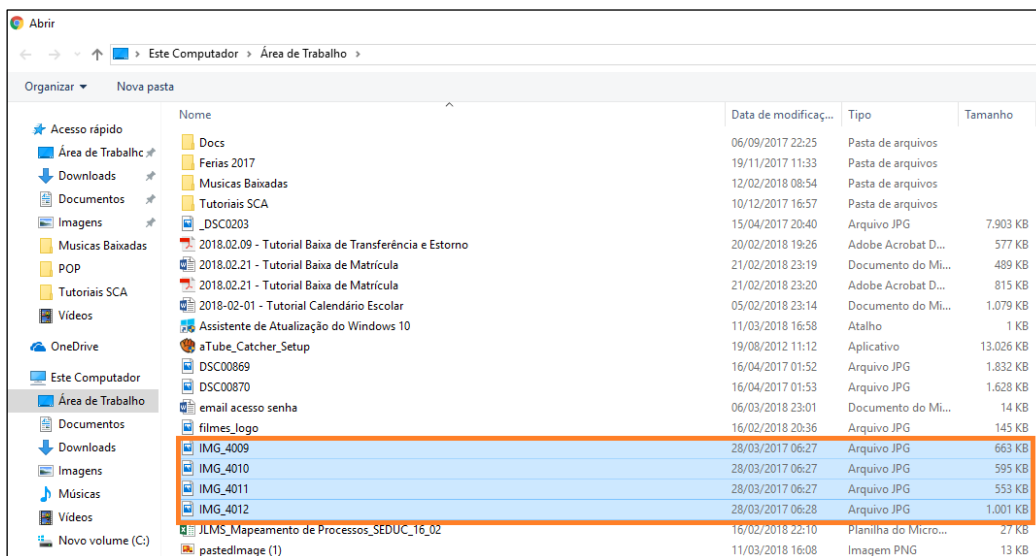 Abrir
Este Computador > Área de Trabalho >
Organizar Nova pasta
Nome Data de modificaç... Tipo Tamanho
Acesso rápido
Área de Trabalhc
Downloads
Documentos
Imagens
Musicas Baixadas
POP
Tutoriais SCA
Vídeos
OneDrive
Este Computador
Área de Trabalho
Documentos
Downloads
Imagens
Músicas
Vídeos
Novo volume (C:)
Docs 06/09/2017 22:25 Pasta de arquivos
Ferias 2017 19/11/2017 11:33 Pasta de arquivos
Musicas Baixadas 12/02/2018 08:54 Pasta de arquivos
Tutoriais SCA 10/12/2017 16:57 Pasta de arquivos
_DSC0203 15/04/2017 20:40 Arquivo JPG 7.903 KB
2018.02.09 - Tutorial Baixa de Transferência e Estorno 20/02/2018 19:26 Adobe Acrobat D... 577 KB
2018.02.21 - Tutorial Baixa de Matrícula 21/02/2018 23:19 Documento do Mi... 489 KB
2018.02.21 - Tutorial Baixa de Matrícula 21/02/2018 23:20 Adobe Acrobat D... 815 KB
2018-02-01 - Tutorial Calendário Escolar 05/02/2018 23:14 Documento do Mi... 1.079 KB
Assistente de Atualização do Windows 10 11/03/2018 16:58 Atalho 1 KB
aTube_Catcher_Setup 19/08/2012 11:12 Aplicativo 13.026 KB
DSC00869 16/04/2017 01:52 Arquivo JPG 1.832 KB
DSC00870 16/04/2017 01:53 Arquivo JPG 1.628 KB
email acesso senha 06/03/2018 23:01 Documento do Mi... 14 KB
filmes_logo 16/02/2018 20:36 Arquivo JPG 145 KB
IMG_4009 28/03/2017 06:27 Arquivo JPG 663 KB
IMG_4010 28/03/2017 06:27 Arquivo JPG 595 KB
IMG_4011 28/03/2017 06:27 Arquivo JPG 553 KB
IMG_4012 28/03/2017 06:28 Arquivo JPG 1.001 KB
JLMS_Mapeamento de Processos_SEDUC_16_02 16/02/2018 22:10 Planilha do Micro... 27 KB
pastedImage (1) 11/03/2018 16:08 Imagem PNG 13 KB